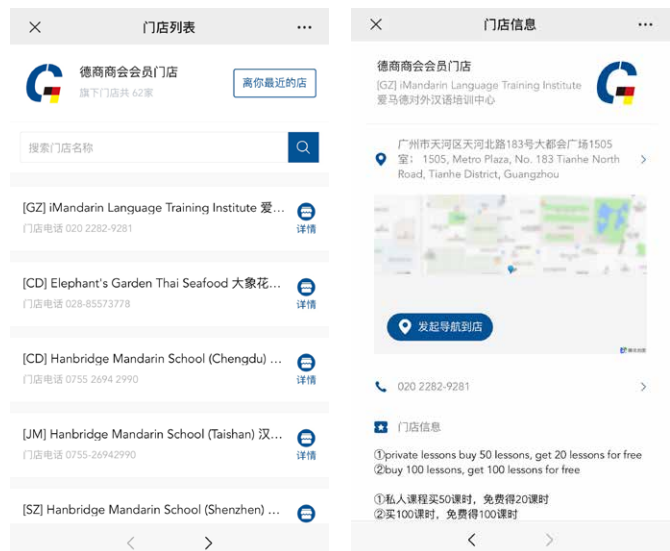 门店列表
德商商会会员门店
旗下门店共 62家
离你最近的店
搜索门店名称
[GZ] iMandarin Language Training Institute 爱...
门店电话 020 2282-9281
详情
[CD] Elephant's Garden Thai Seafood 大象花...
门店电话 028-85573778
详情
[CD] Hanbridge Mandarin School (Chengdu) ...
门店电话 0755 2694 2990
详情
[JM] Hanbridge Mandarin School (Taishan) 汉...
门店电话 0755-26942990
详情
[SZ] Hanbridge Mandarin School (Shenzhen) ...
门店信息
德商商会会员门店
[GZ] iMandarin Language Training Institute
爱马德对外汉语培训中心
广州市天河区天河北路183号大都会广场1505
室； 1505, Metro Plaza, No. 183 Tianhe North
Road, Tianhe District, Guangzhou
发起导航到店
020 2282-9281
门店信息
①private lessons buy 50 lessons, get 20 lessons for free
②buy 100 lessons, get 100 lessons for free
①私人课程买50课时，免费得20课时
②买100课时，免费得100课时